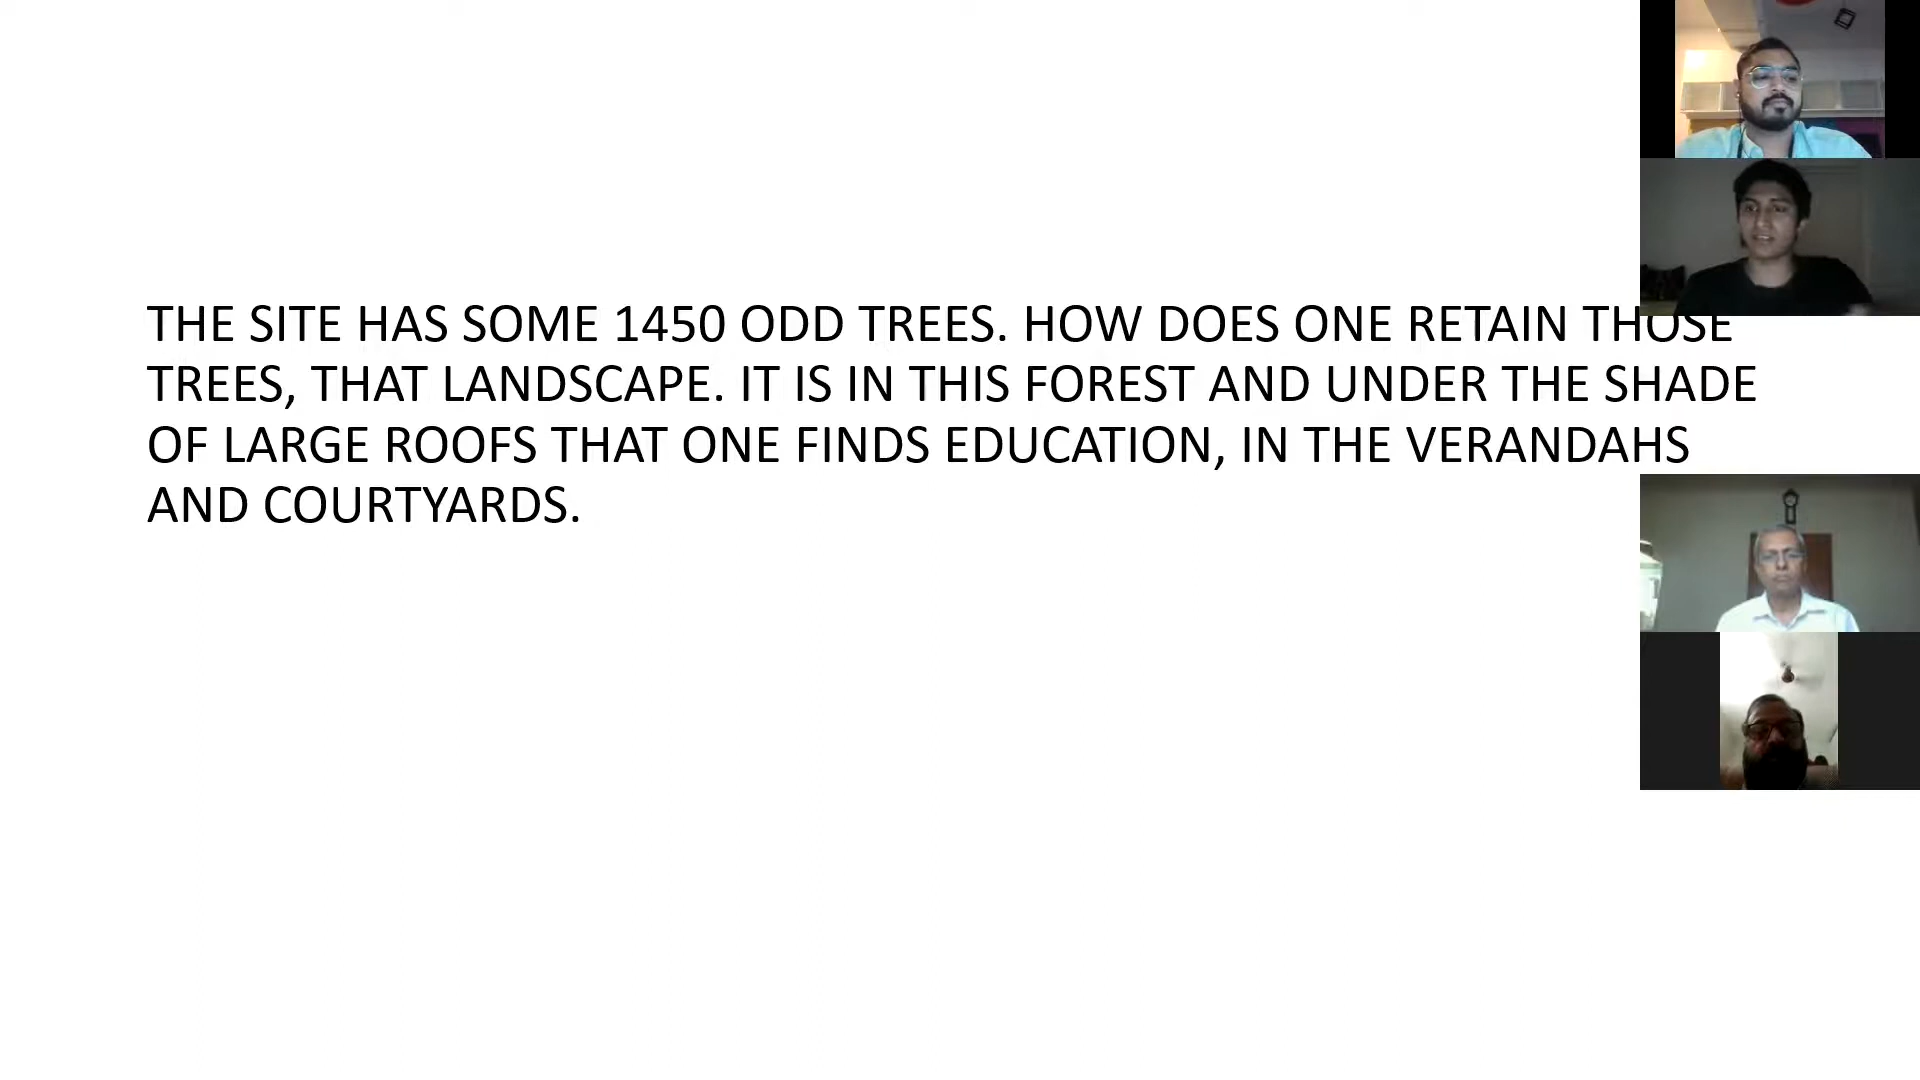 THE SITE HAS SOME 1450 ODD TREES. HOW DOES ONE RETAIN THOSE
TREES, THAT LANDSCAPE. IT IS IN THIS FOREST AND UNDER THE SHADE
OF LARGE ROOFS THAT ONE FINDS EDUCATION, IN THE VERANDAHS
AND COURTYARDS.